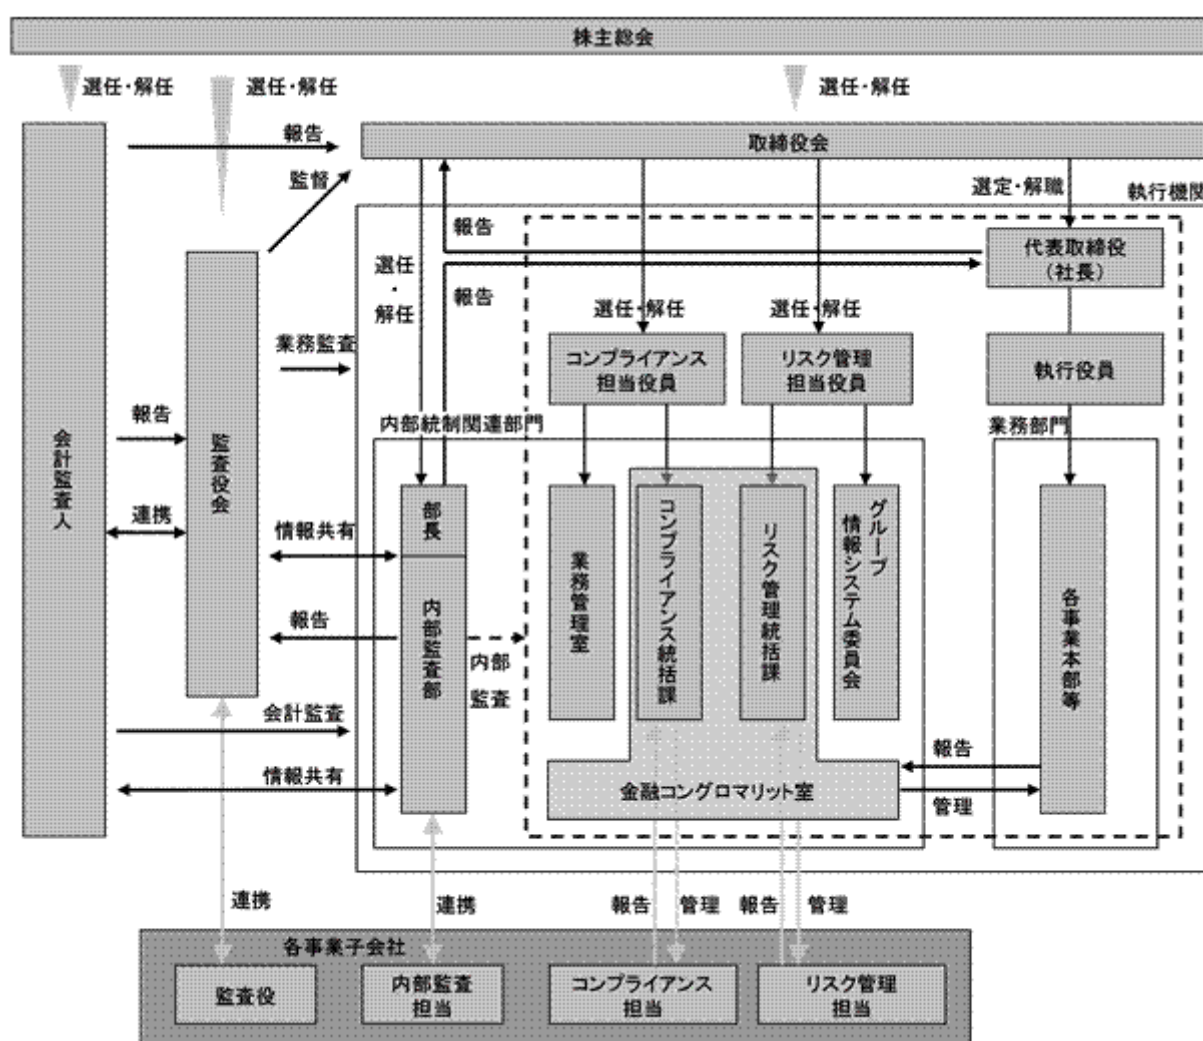 株主総会
選任・解任
選任・解任
選任・解任
報告
取締役会
監督
選定・解職
執行機関
報告
代表取締役
(社長)
選任
・
解任
報告
選任・解任
選任・解任
業務監査
コンプライアンス
担当役員
リスク管理
担当役員
執行役員
報告
内部統制関連部門
業務部門
会計監査人
監査役会
部長
連携
情報共有
業務管理室
コンプライアンス統括課
リスク管理統括課
グループ
情報システム委員会
各事業本部等
報告
内部監査部
内部
監査
会計監査
報告
情報共有
金融コングロマリット室
管理
連携
連携
報告
管理
報告
管理
各事業子会社
監査役
内部監査
担当
コンプライアンス
担当
リスク管理
担当